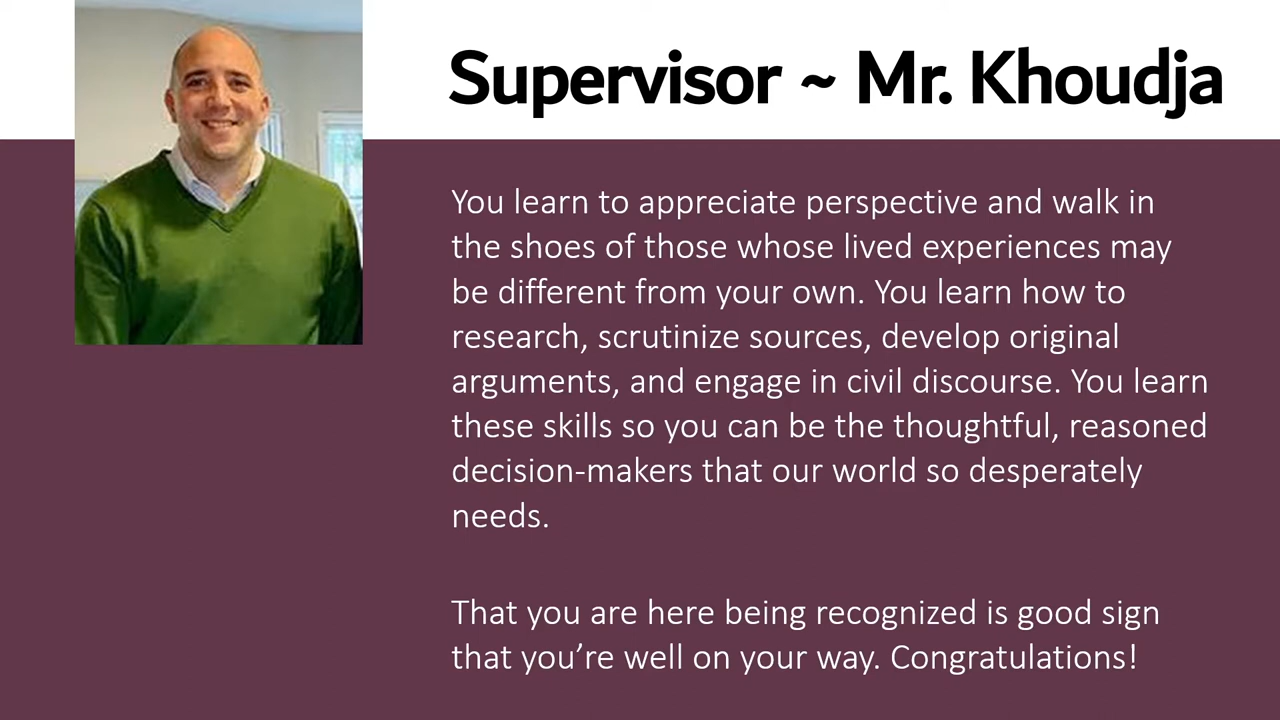 Supervisor ~ Mr. Khoudja
You learn to appreciate perspective and walk in
the shoes of those whose lived experiences may
be different from your own. You learn how to
research, scrutinize sources, develop original
arguments, and engage in civil discourse. You learn
these skills so you can be the thoughtful, reasoned
decision-makers that our world so desperately
needs.
That you are here being recognized is good sign
that you’re well on your way. Congratulations!